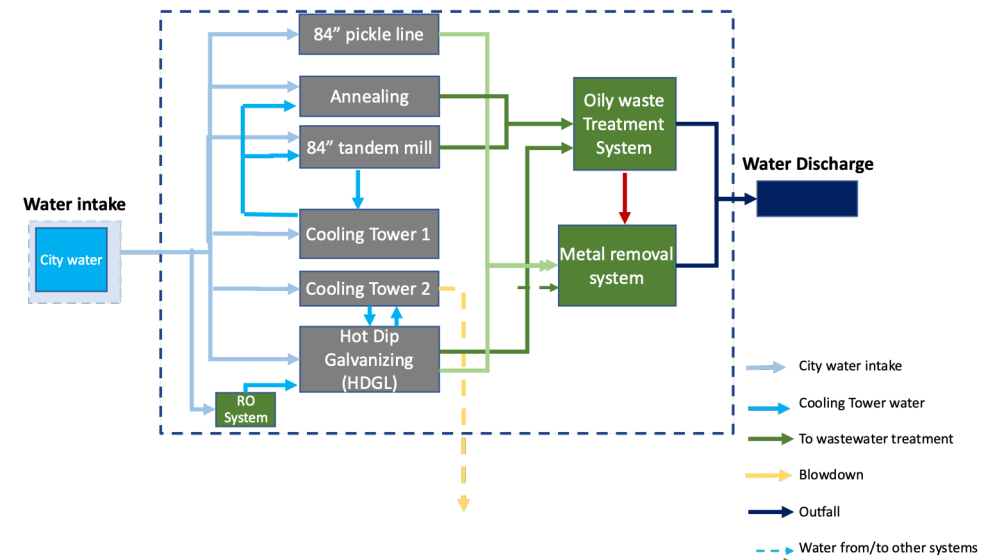 84” pickle line
Annealing
84” tandem mill
Cooling Tower 1
Cooling Tower 2
Hot Dip
Galvanizing
(HDGL)
RO
System
Water intake
City water
Oily waste
Treatment
System
Metal removal
system
Water Discharge
City water intake
Cooling Tower water
To wastewater treatment
Blowdown
Outfall
Water from/to other systems